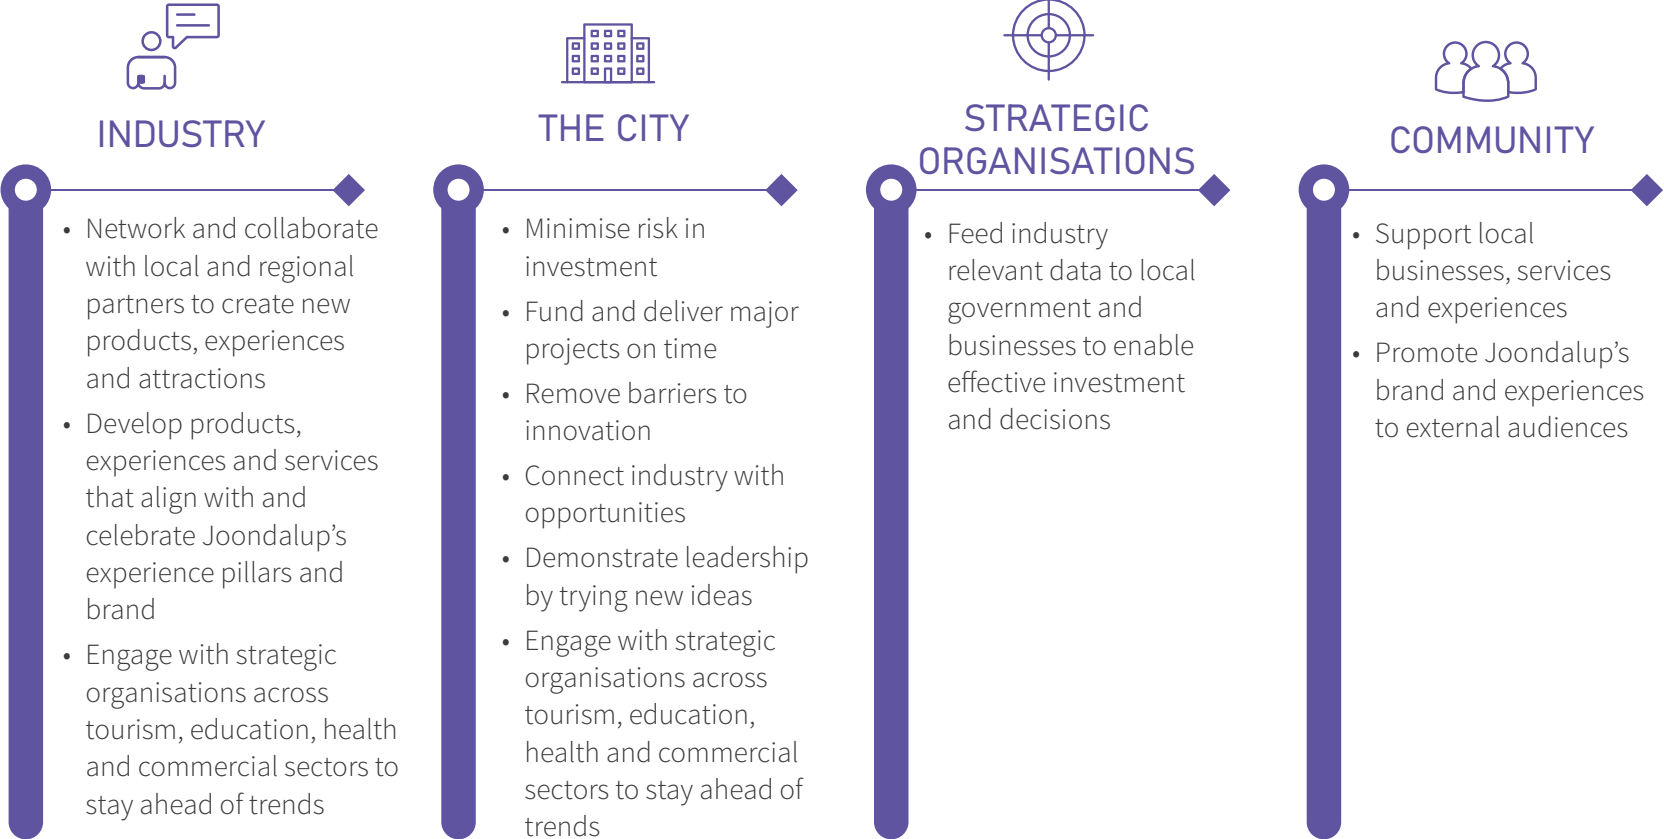 INDUSTRY
• Network and collaborate
with local and regional
partners to create new
products, experiences
and attractions
• Develop products,
experiences and services
that align with and
celebrate Joondalup’s
experience pillars and
brand
• Engage with strategic
organisations across
tourism, education, health
and commercial sectors to
stay ahead of trends
THE CITY
• Minimise risk in
investment
• Fund and deliver major
projects on time
• Remove barriers to
innovation
• Connect industry with
opportunities
• Demonstrate leadership
by trying new ideas
• Engage with strategic
organisations across
tourism, education,
health and commercial
sectors to stay ahead of
trends
STRATEGIC
ORGANISATIONS
• Feed industry
relevant data to local
government and
businesses to enable
effective investment
and decisions
COMMUNITY
• Support local
businesses, services
and experiences
• Promote Joondalup’s
brand and experiences
to external audiences